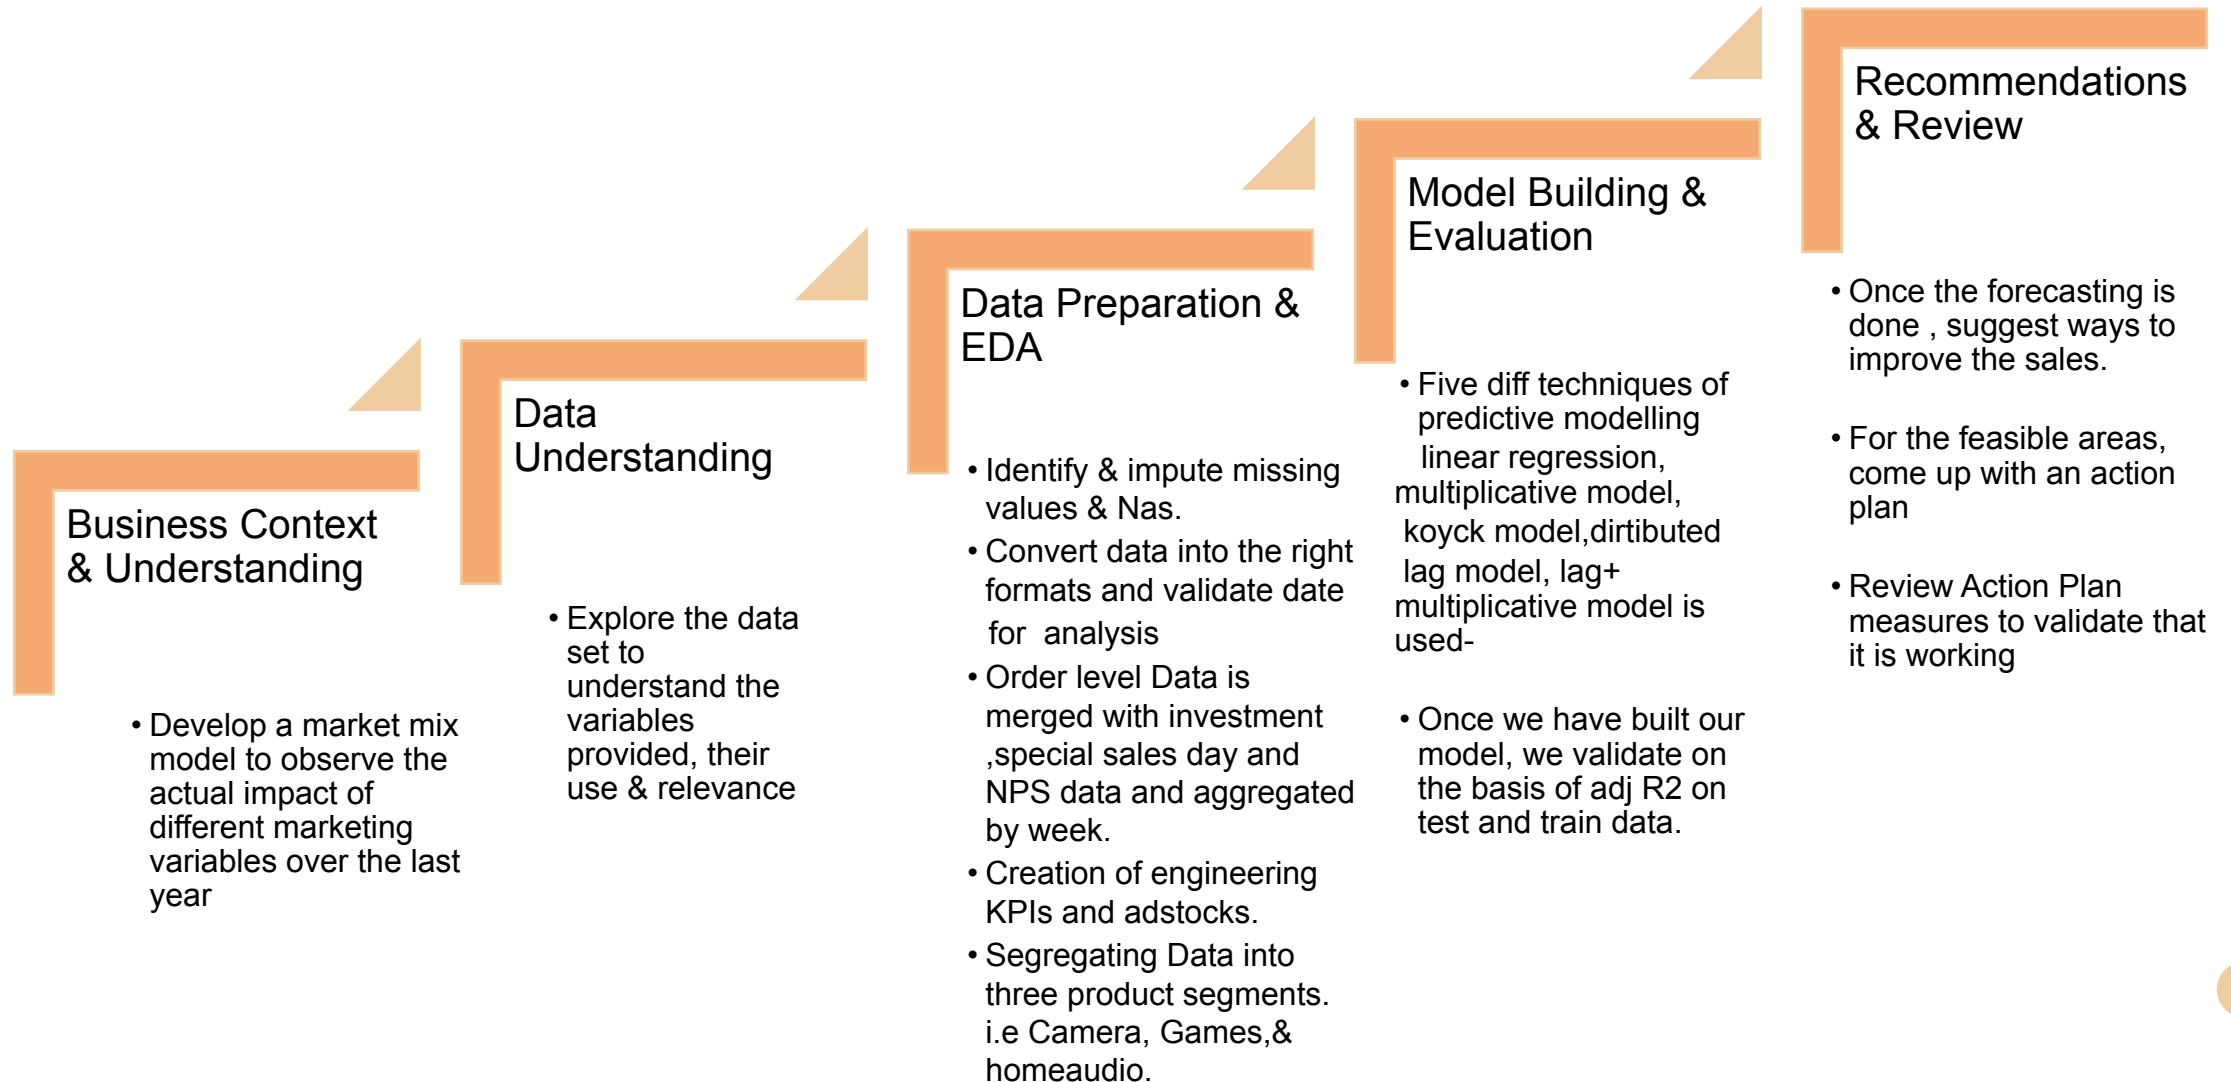 Business Context
& Understanding
• Develop a market mix
model to observe the
actual impact of
different marketing
variables over the last
year
Data
Understanding
• Explore the data
set to
understand the
variables
provided, their
use & relevance
Data Preparation &
EDA
• Identify & impute missing
values & Nas.
• Convert data into the right
formats and validate date
for analysis
• Order level Data is
merged with investment
,special sales day and
NPS data and aggregated
by week.
• Creation of engineering
KPIs and adstocks.
• Segregating Data into
three product segments.
i.e Camera, Games,&
homeaudio.
Model Building &
Evaluation
• Five diff techniques of
predictive modelling
linear regression,
multiplicative model,
koyck model,dirtibuted
lag model, lag+
multiplicative model is
used-
• Once we have built our
model, we validate on
the basis of adj R2 on
test and train data.
Recommendations
& Review
• Once the forecasting is
done , suggest ways to
improve the sales.
• For the feasible areas,
come up with an action
plan
• Review Action Plan
measures to validate that
it is working